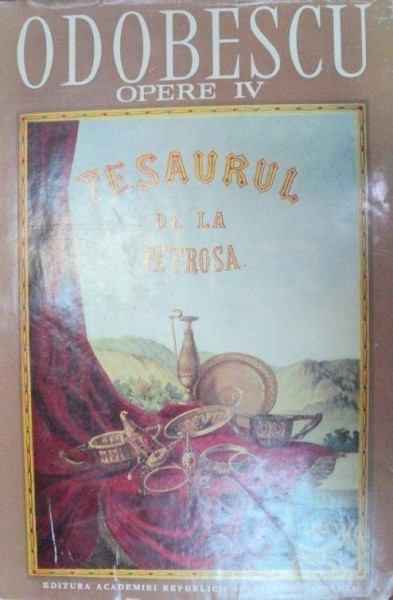 ODOBESCU
OPERE IV
TESAURUL
DE LA
PETROSA
EDITURA ACADEMIEI REPUBLICII